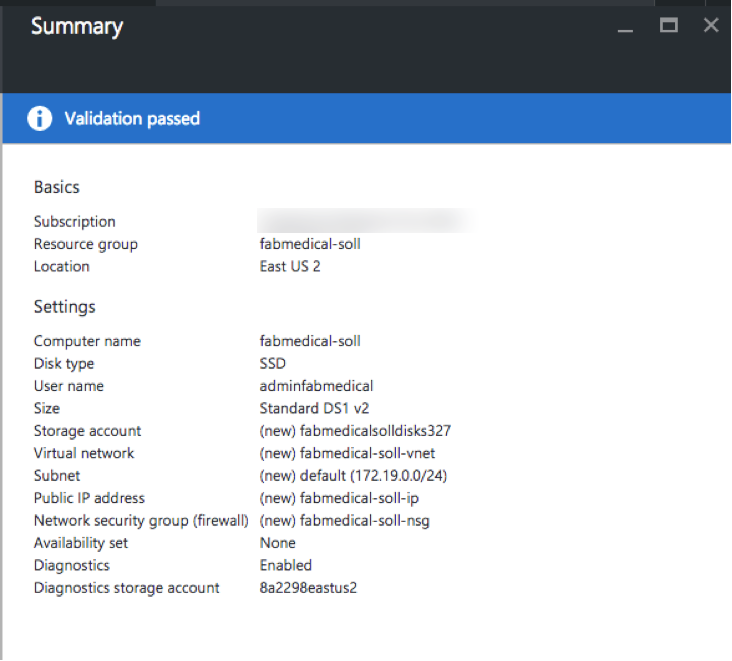 Summary
Validation passed
Basics
Subscription
Resource group fabmedical-soll
Location East US 2
Settings
Computer name fabmedical-soll
Disk type SSD
User name adminfabmedical
Size Standard DS1 v2
Storage account (new) fabmedicalsolldisks327
Virtual network (new) fabmedical-soll-vnet
Subnet (new) default (172.19.0.0/24)
Public IP address (new) fabmedical-soll-ip
Network security group (firewall) (new) fabmedical-soll-nsg
Availability set None
Diagnostics Enabled
Diagnostics storage account 8a2298eastus2